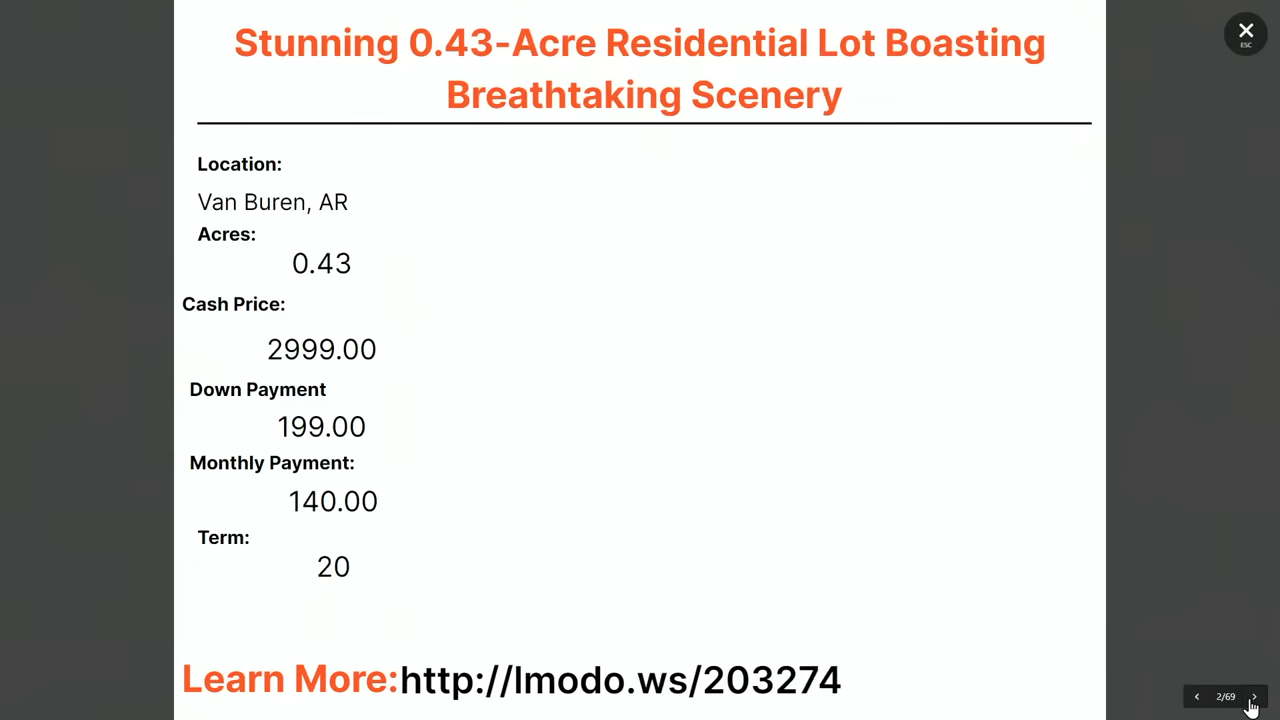 Stunning 0.43-Acre Residential Lot Boasting
Breathtaking Scenery
Location:
Van Buren, AR
Acres:
0.43
Cash Price:
2999.00
Down Payment
199.00
Monthly Payment:
140.00
Term:
20
Learn More:http://lmodo.ws/203274
ESC
2/69